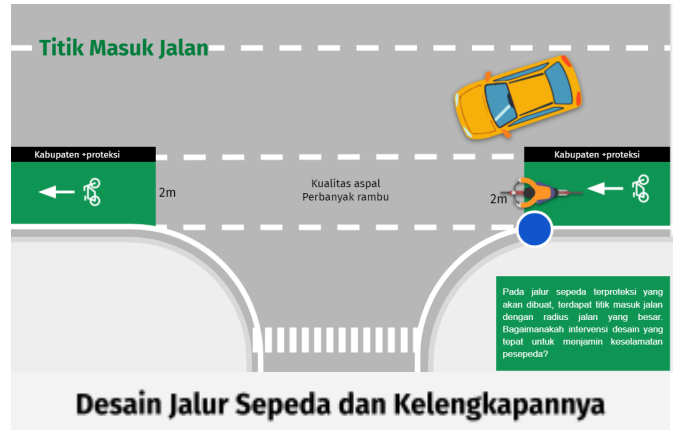 Titik Masuk Jalan
Kabupaten +proteksi
Kabupaten +proteksi
2m
Kualitas aspal
Perbanyak rambu
2m
Pada jalur sepeda terproteksi yang
akan dibuat, terdapat titik masuk jalan
dengan radius jalan yang besar.
Bagaimanakah intervensi desain yang
tepat untuk menjamin keselamatan
pesepeda?
Desain Jalur Sepeda dan Kelengkapannya